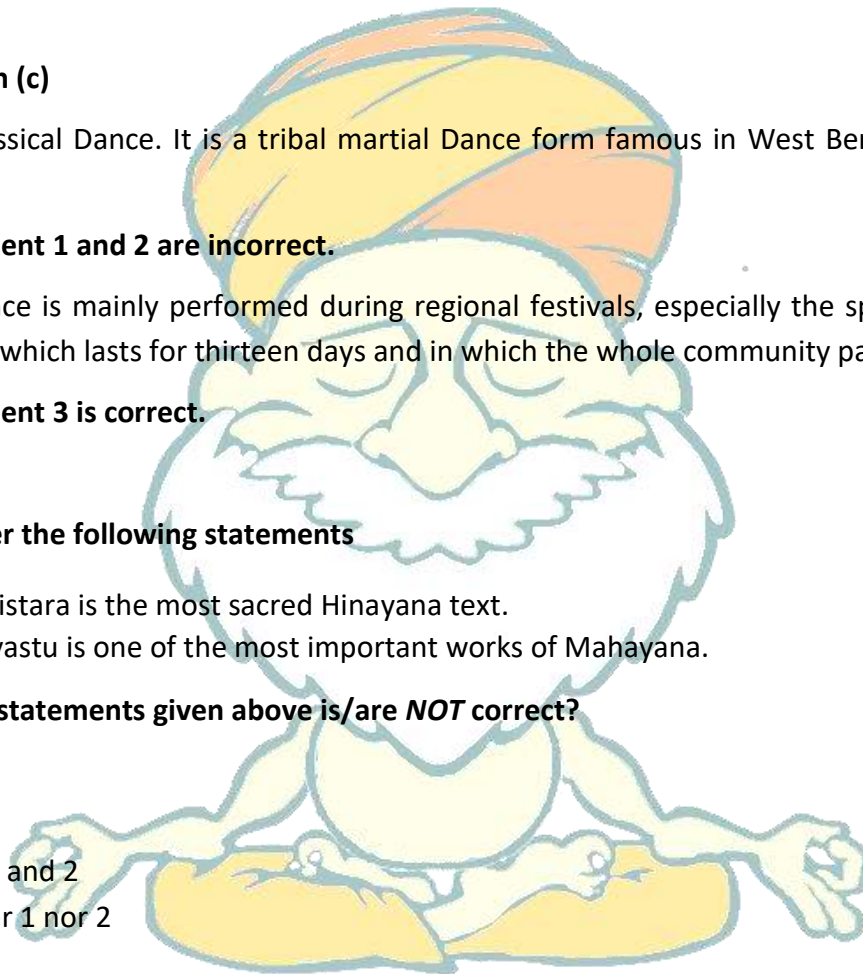 n (c)
ssical Dance. It is a tribal martial Dance form famous in West Ber
ent 1 and 2 are incorrect.
ce is mainly performed during regional festivals, especially the sp
which lasts for thirteen days and in which the whole community pa
ent 3 is correct.
er the following statements
istara is the most sacred Hinayana text.
vastu is one of the most important works of Mahayana.
statements given above is/are NOT correct?
and 2
r 1 nor 2